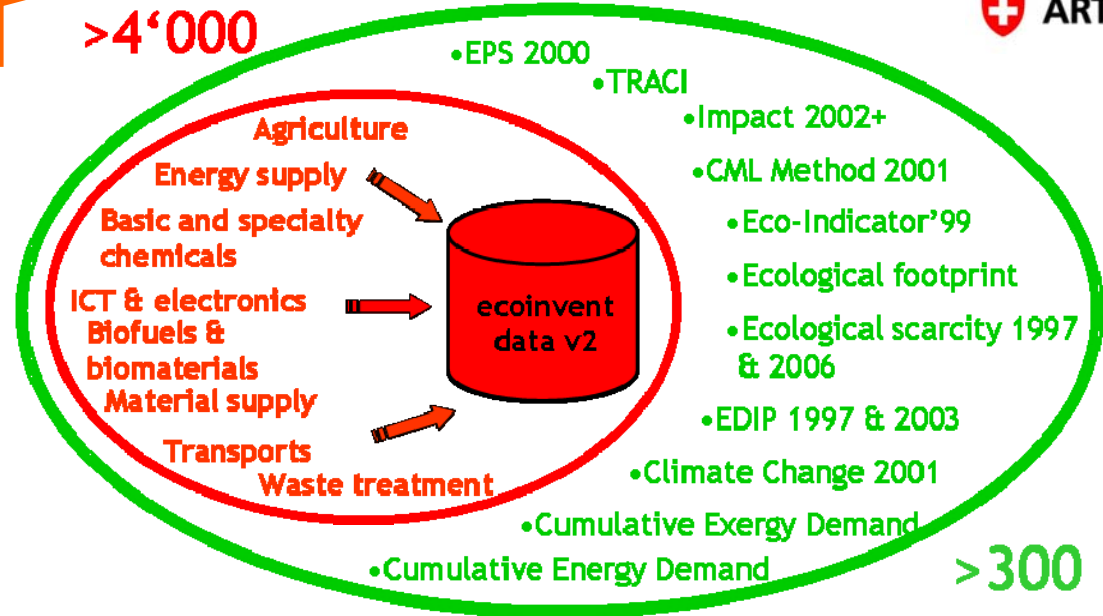 >4‘000
ART
•EPS 2000
•TRACI
•Impact 2002+
•CML Method 2001
•Eco-Indicator’99
•Ecological footprint
•Ecological scarcity 1997
& 2006
•EDIP 1997 & 2003
•Climate Change 2001
•Cumulative Exergy Demand
•Cumulative Energy Demand
>300
Agriculture
Energy supply
Basic and specialty
chemicals
ICT & electronics
Biofuels &
biomaterials
Material supply
Transports
Waste treatment
ecoinvent
data v2